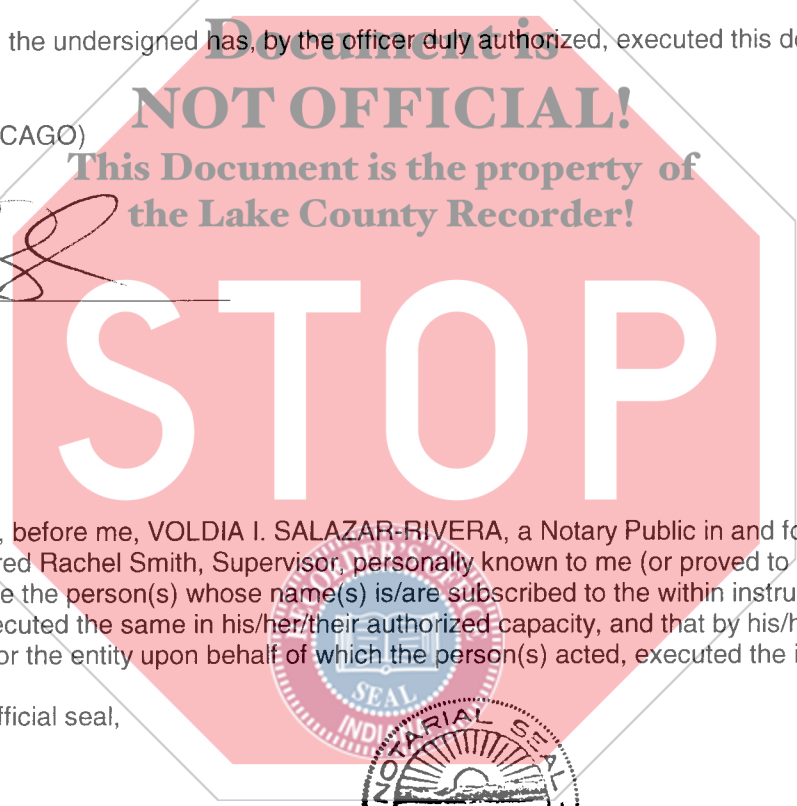 Document is
the undersigned has, by the officer duly authorized, executed this de
NOT OFFICIAL!
CAGO)
This Document is the property of
the Lake County Recorder!
STOP
, before me, VOLDIA I. SALAZAR-RIVERA, a Notary Public in and fo
red Rachel Smith, Supervisor, personally known to me (or proved to
e the person(s) whose name(s) is/are subscribed to the within instru
ecuted the same in his/her/their authorized capacity, and that by his/h
or the entity upon behalf of which the person(s) acted, executed the i
RECORDER'S OFFICE
SEAL
fficial seal,
NOTARIAL SEAL